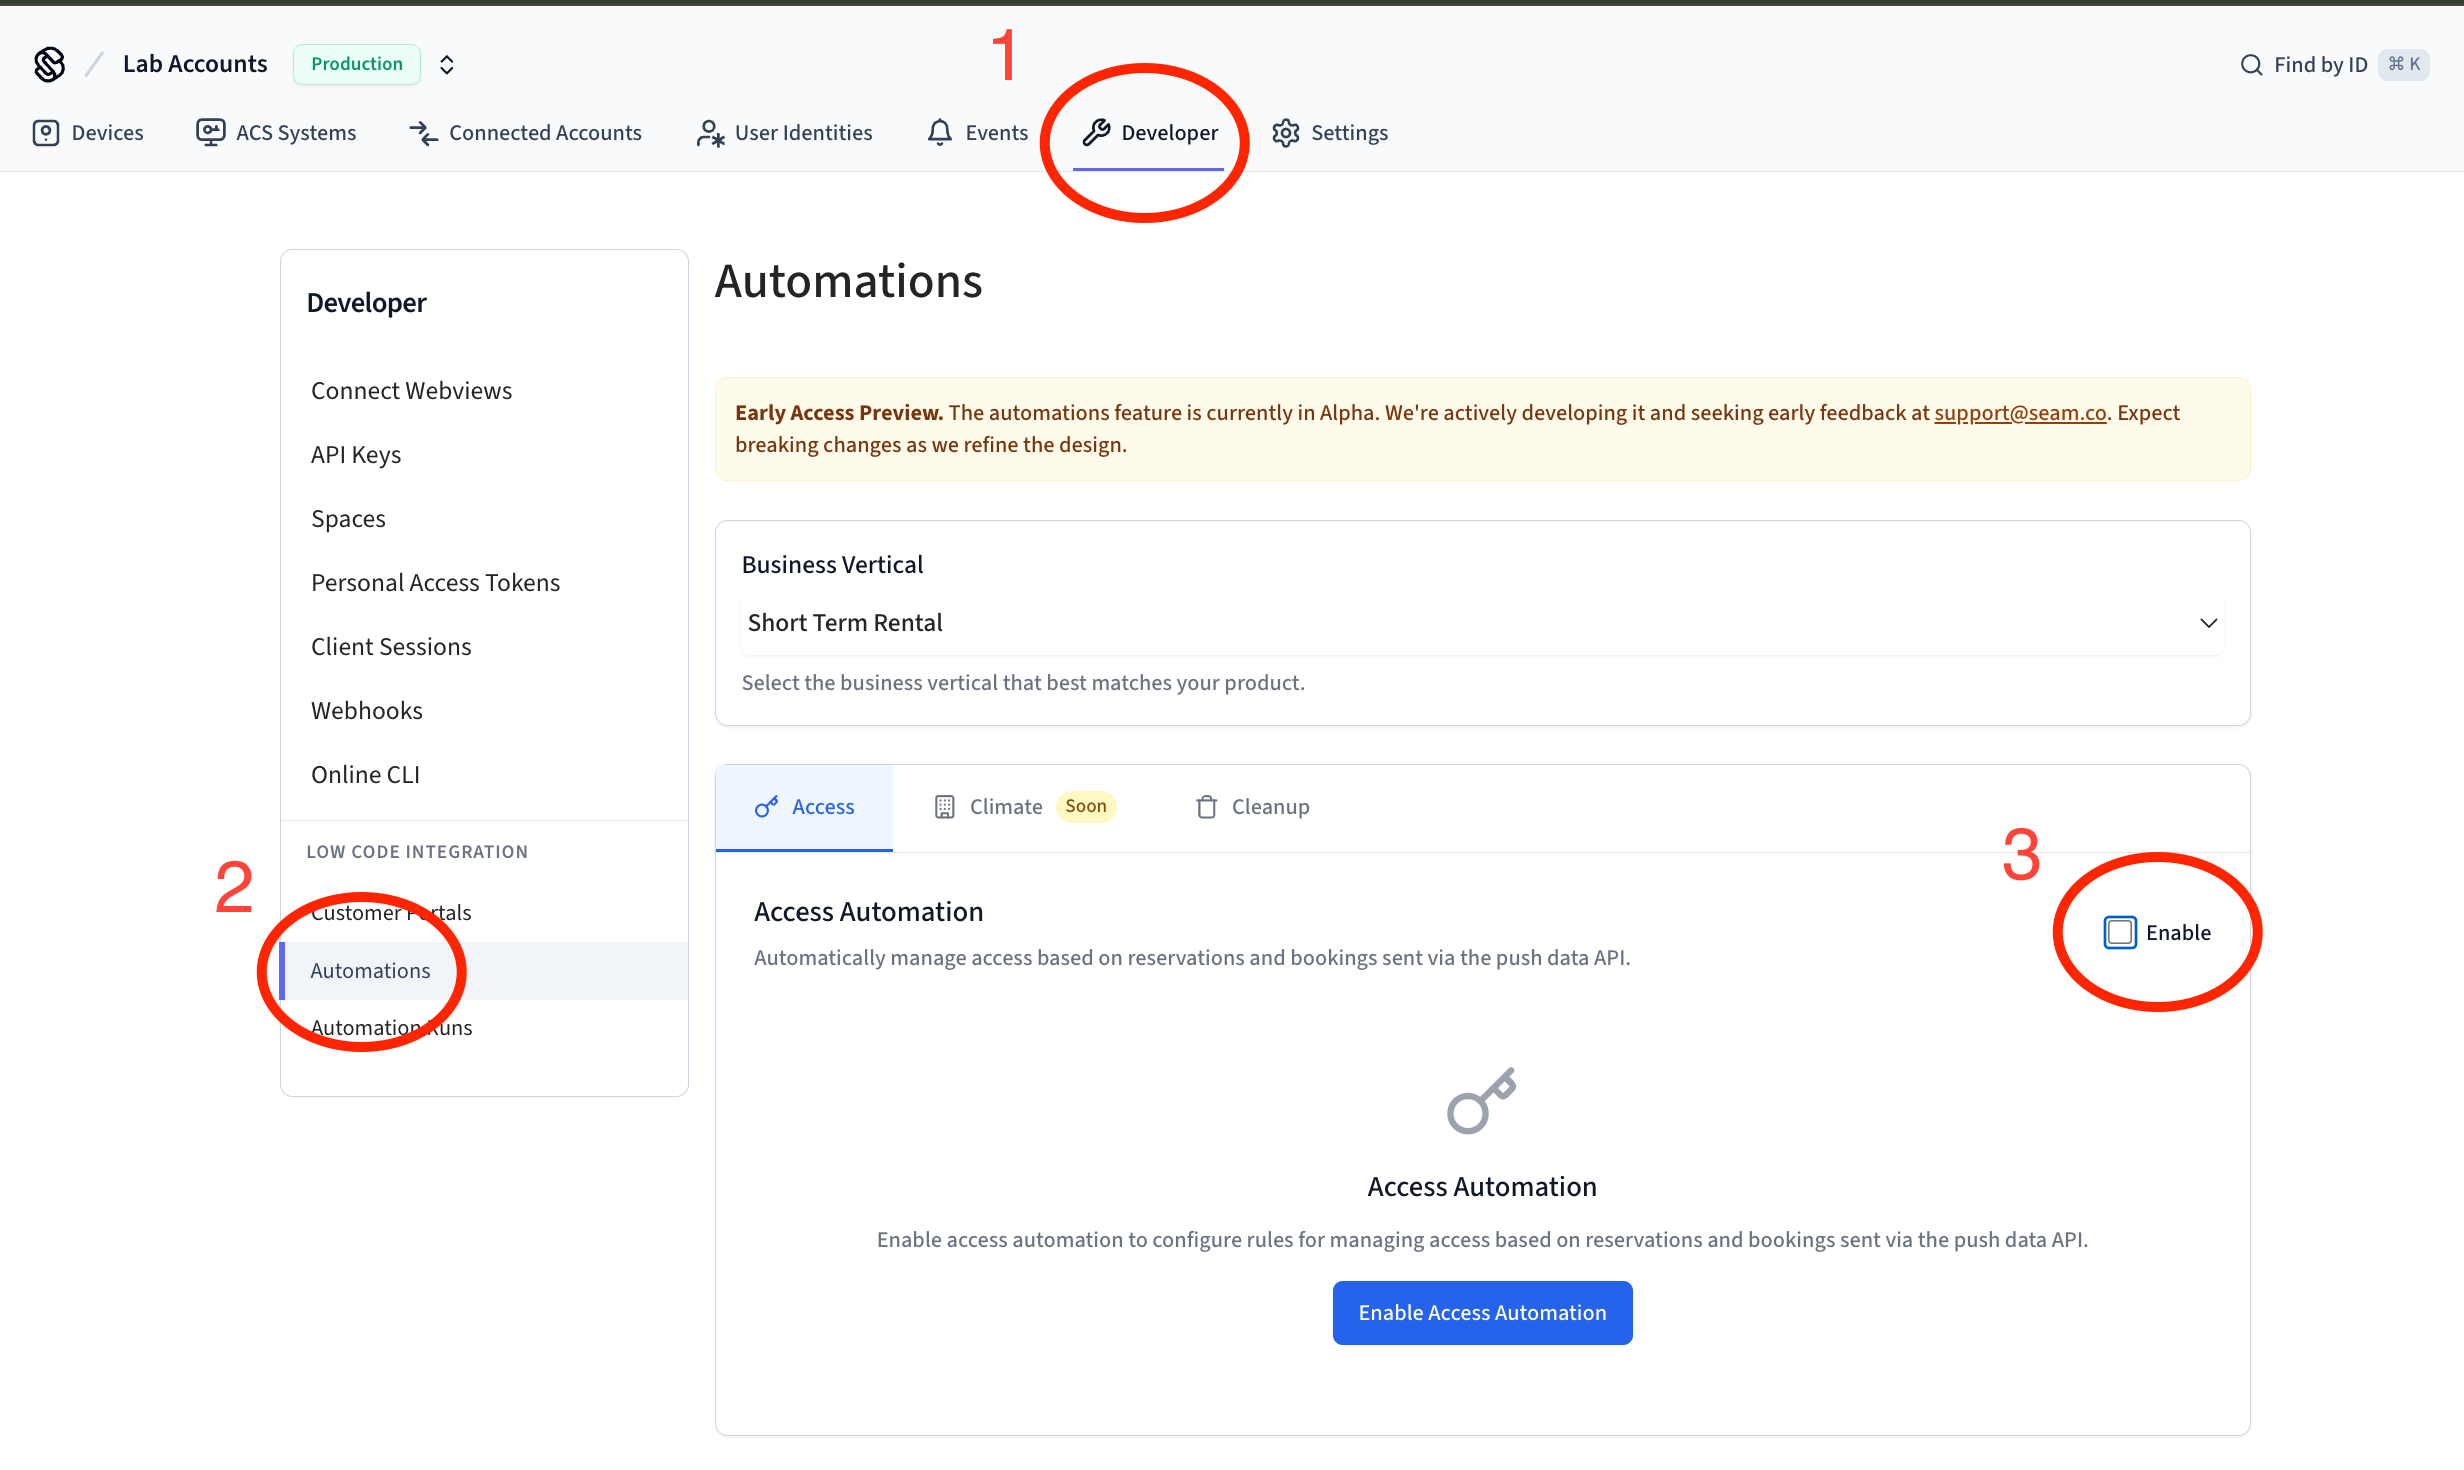 1
Lab Accounts Production Find by ID ⌘ K
Devices ACS Systems Connected Accounts User Identities Events Developer Settings
Developer
Connect Webviews
API Keys
Spaces
Personal Access Tokens
Client Sessions
Webhooks
Online CLI
LOW CODE INTEGRATION
2
Customer Portals
Automations
Automation Runs
Automations
Early Access Preview. The automations feature is currently in Alpha. We're actively developing it and seeking early feedback at support@seam.co. Expect
breaking changes as we refine the design.
Business Vertical
Short Term Rental
Select the business vertical that best matches your product.
Access Climate Soon Cleanup
3
Access Automation
Enable
Automatically manage access based on reservations and bookings sent via the push data API.
Access Automation
Enable access automation to configure rules for managing access based on reservations and bookings sent via the push data API.
Enable Access Automation